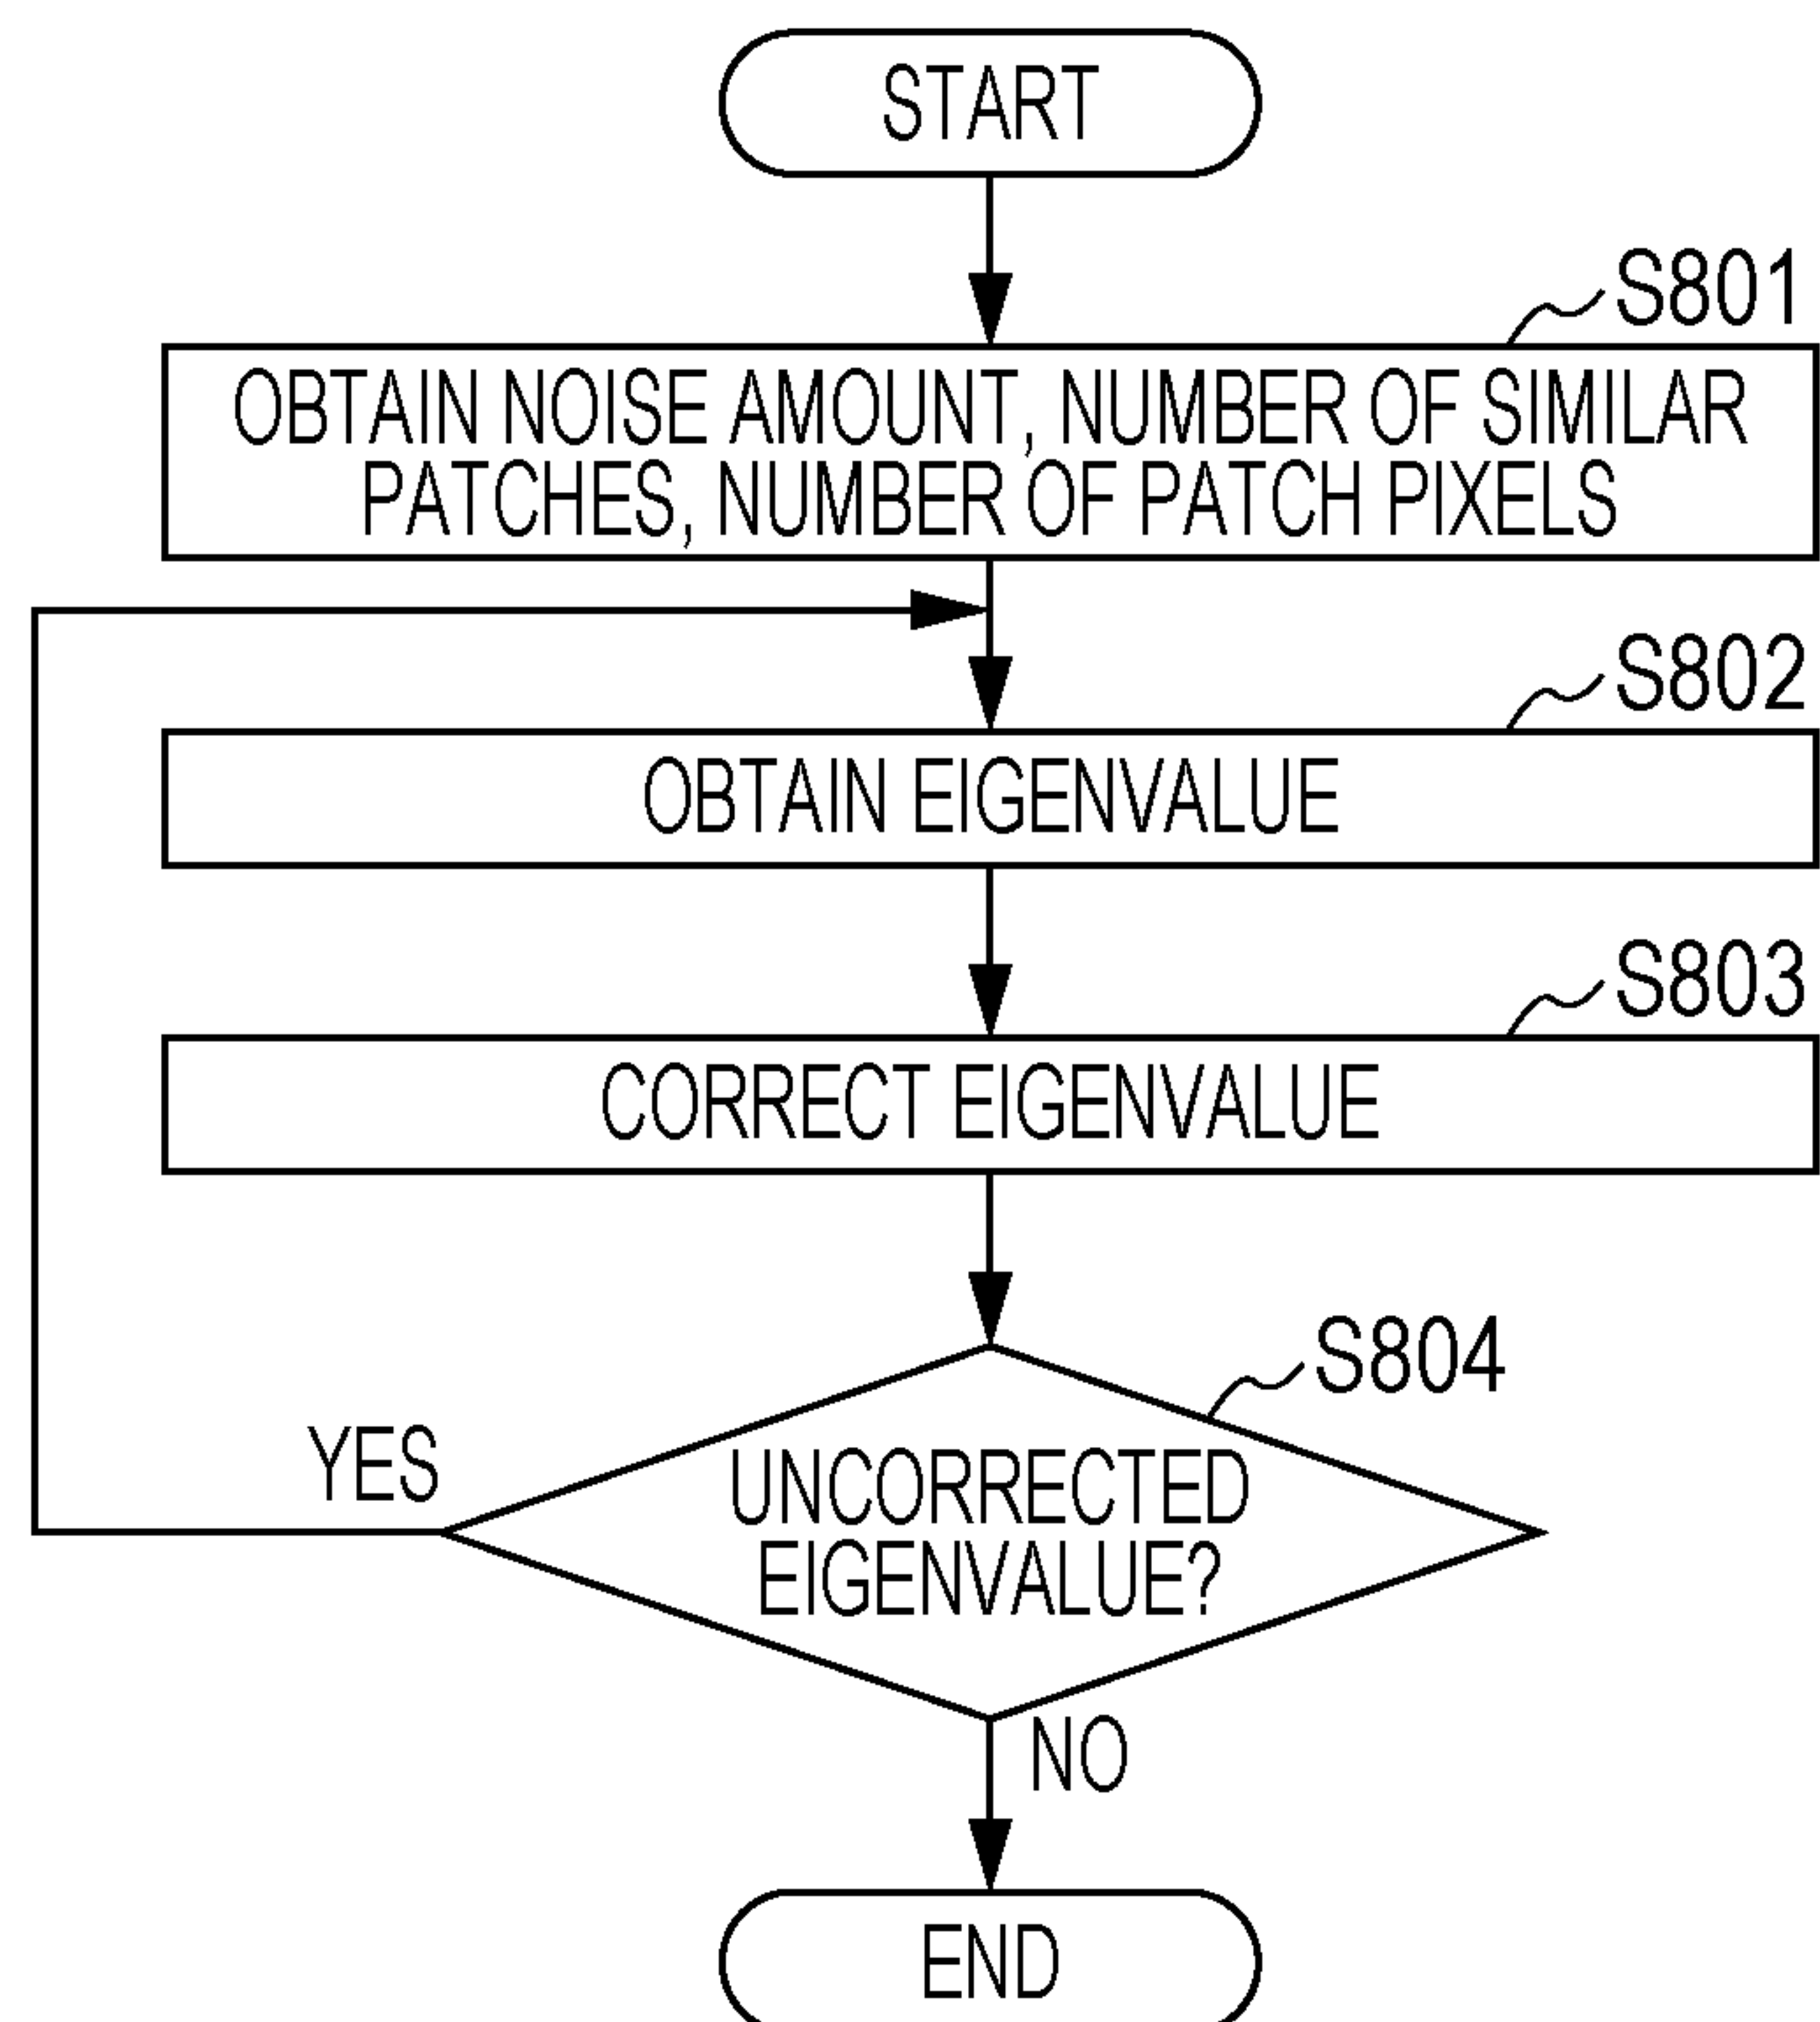 START
S801
OBTAIN NOISE AMOUNT, NUMBER OF SIMILAR
PATCHES, NUMBER OF PATCH PIXELS
S802
OBTAIN EIGENVALUE
S803
CORRECT EIGENVALUE
S804
YES
UNCORRECTED
EIGENVALUE?
NO
END